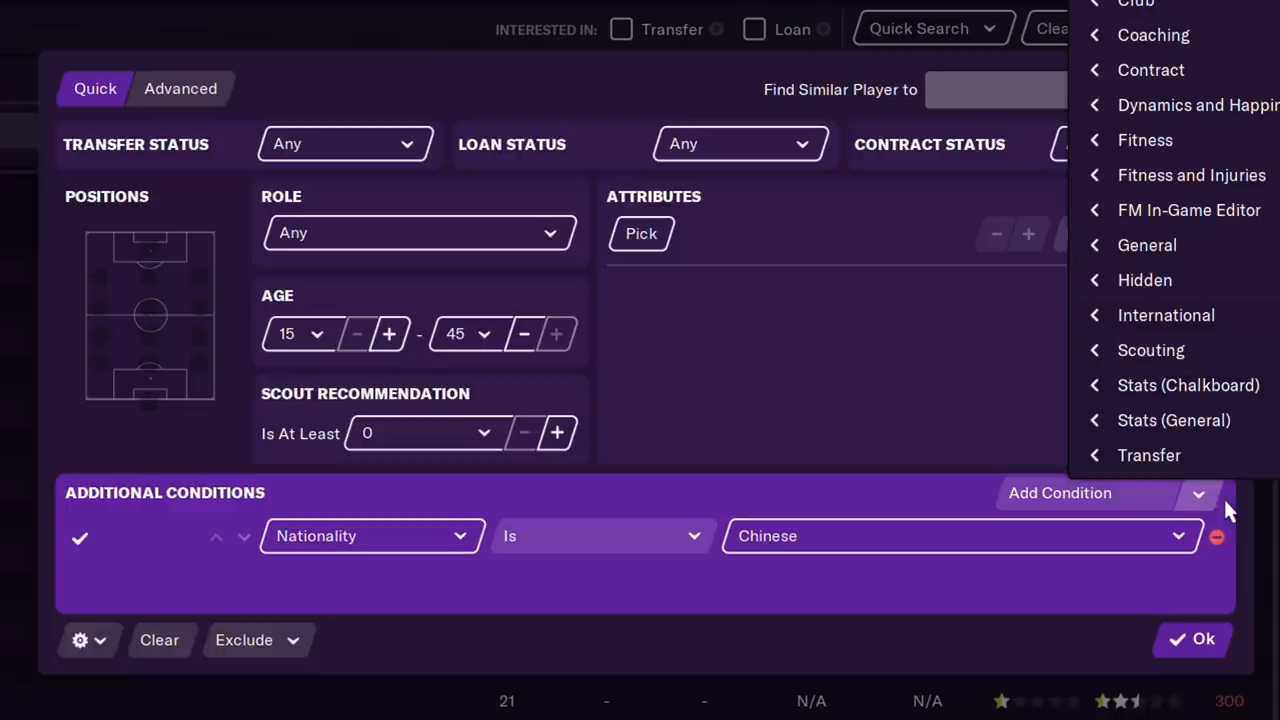 INTERESTED IN: Transfer Loan Quick Search
Club
Coaching
Contract
Fitness
Fitness and Injuries
FM In-Game Editor
General
Hidden
International
Scouting
Stats (Chalkboard)
Stats (General)
Transfer
Quick Advanced
Find Similar Player to
TRANSFER STATUS Any LOAN STATUS Any CONTRACT STATUS
Dynamics and
POSITIONS
ROLE
Any
AGE
15 - + - 45 - +
SCOUT RECOMMENDATION
Is At Least 0 - +
ATTRIBUTES
Pick - +
ADDITIONAL CONDITIONS Add Condition
Nationality Is Chinese
Clear Exclude Ok
21 - - N/A N/A 300